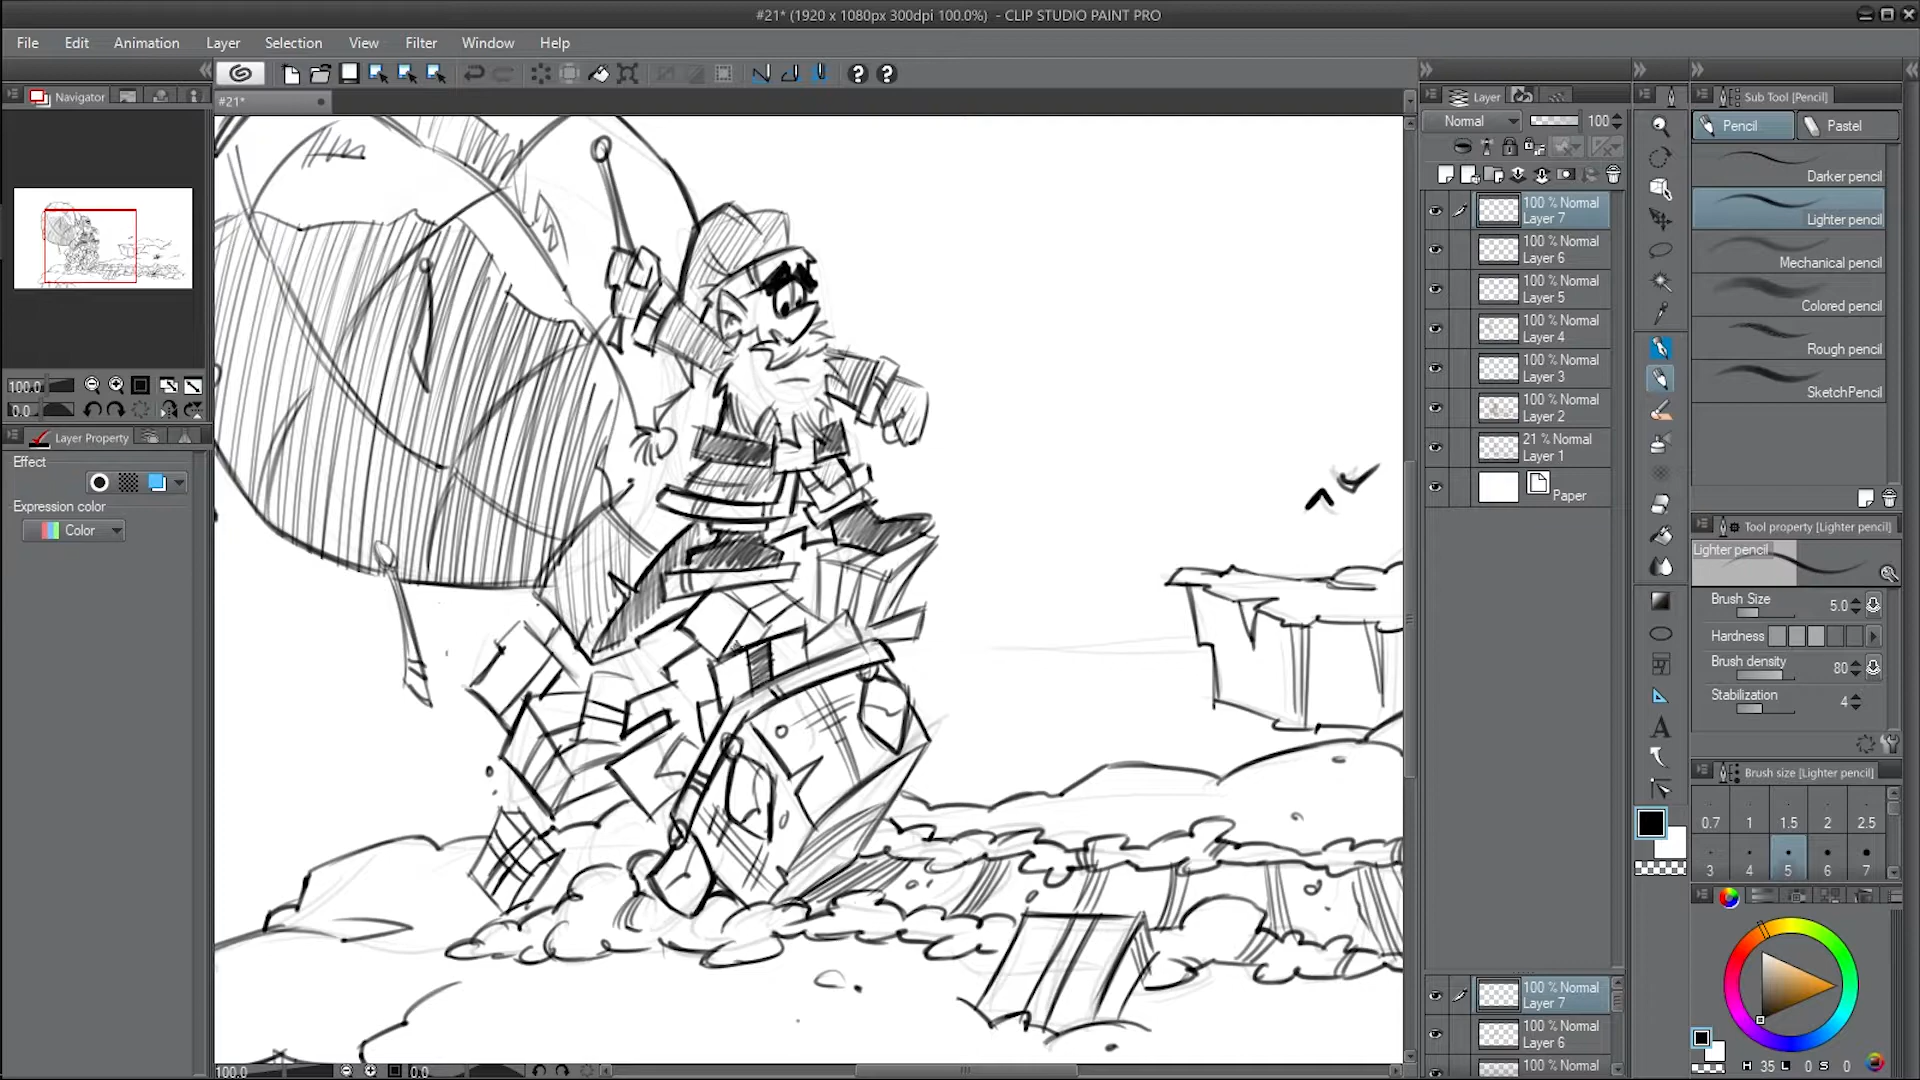 #21* (1920 x 1080px 300dpi 100.0%)  - CLIP STUDIO PAINT PRO
File Edit Animation Layer Selection View Filter Window Help
Navigator
#21*
Layer
Sub Tool [Pencil]
Normal 100
Pencil Pastel
Darker pencil
Lighter pencil
Mechanical pencil
Colored pencil
Rough pencil
SketchPencil
100 % Normal
Layer 7
100 % Normal
Layer 6
100 % Normal
Layer 5
100 % Normal
Layer 4
100 % Normal
Layer 3
100 % Normal
Layer 2
21 % Normal
Layer 1
Paper
100.0
0.0
Layer Property
Effect
Expression color
Color
Tool property [Lighter pencil]
Lighter pencil
Brush Size 5.0
Hardness
Brush density 80
Stabilization 4
A
Brush size [Lighter pencil]
0.7 1 1.5 2 2.5
3 4 5 6 7
100 % Normal
Layer 7
100 % Normal
Layer 6
100 % Normal
100.0 0.0
H 35 L 0 S 0